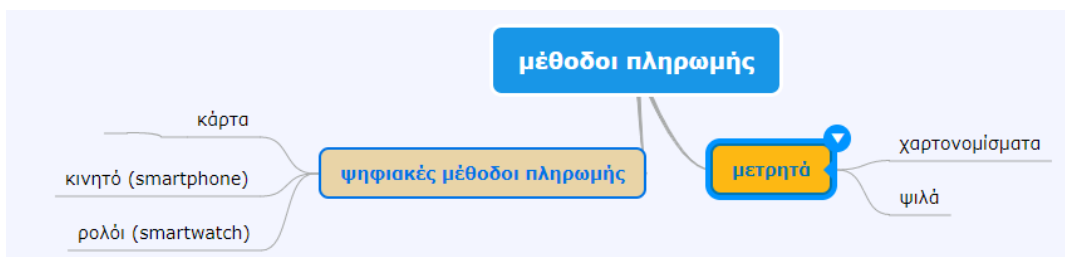 μέθοδοι πληρωμής
κάρτα
κινητό (smartphone)
ρολόι (smartwatch)
ψηφιακές μέθοδοι πληρωμής
μετρητά
χαρτονομίσματα
ψιλά